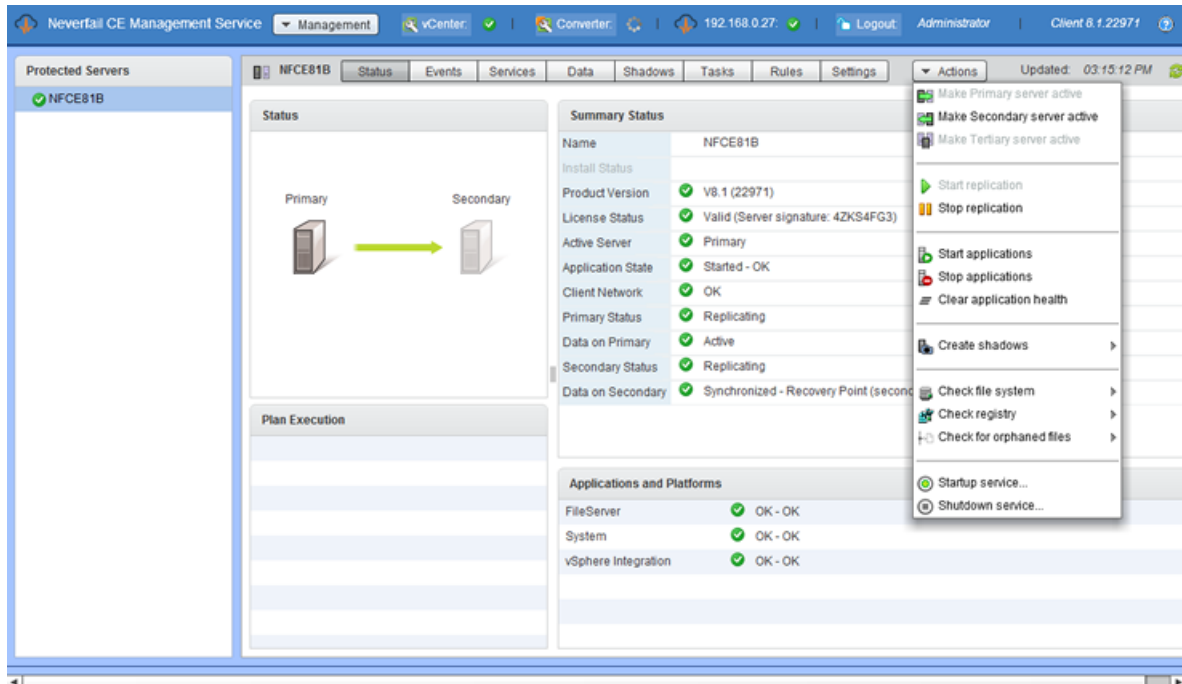 Neverfail CE Management Service Management vCenter: Converter: 192.168.0.27: Logout Administrator Client 8.1.22971
Protected Servers
NFCE81B
NFCE81B Status Events Services Data Shadows Tasks Rules Settings Actions Updated: 03:15:12 PM
Status
Primary
Secondary
Plan Execution
Summary Status
Name NFCE81B
Install Status
Product Version V8.1 (22971)
License Status Valid (Server signature: 4ZKS4FG3)
Active Server Primary
Application State Started - OK
Client Network OK
Primary Status Replicating
Data on Primary Active
Secondary Status Replicating
Data on Secondary Synchronized - Recovery Point (second
Applications and Platforms
FileServer OK - OK
System OK - OK
vSphere Integration OK - OK
Make Primary server active
Make Secondary server active
Make Tertiary server active
Start replication
Stop replication
Start applications
Stop applications
Clear application health
Create shadows
Check file system
Check registry
Check for orphaned files
Startup service...
Shutdown service...